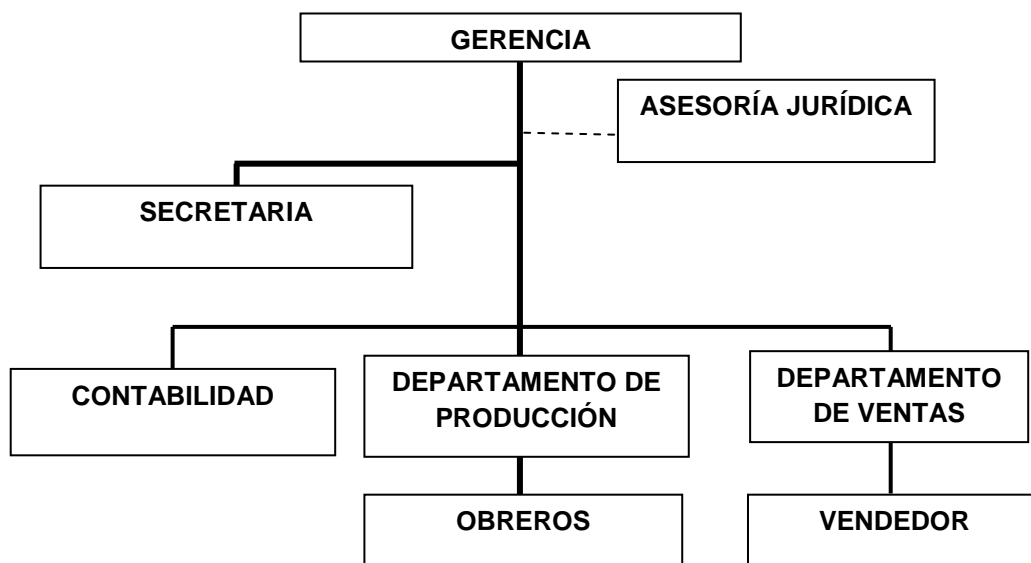 GERENCIA
ASESORÍA JURÍDICA
SECRETARIA
CONTABILIDAD
DEPARTAMENTO DE
PRODUCCIÓN
DEPARTAMENTO
DE VENTAS
OBREROS
VENDEDOR